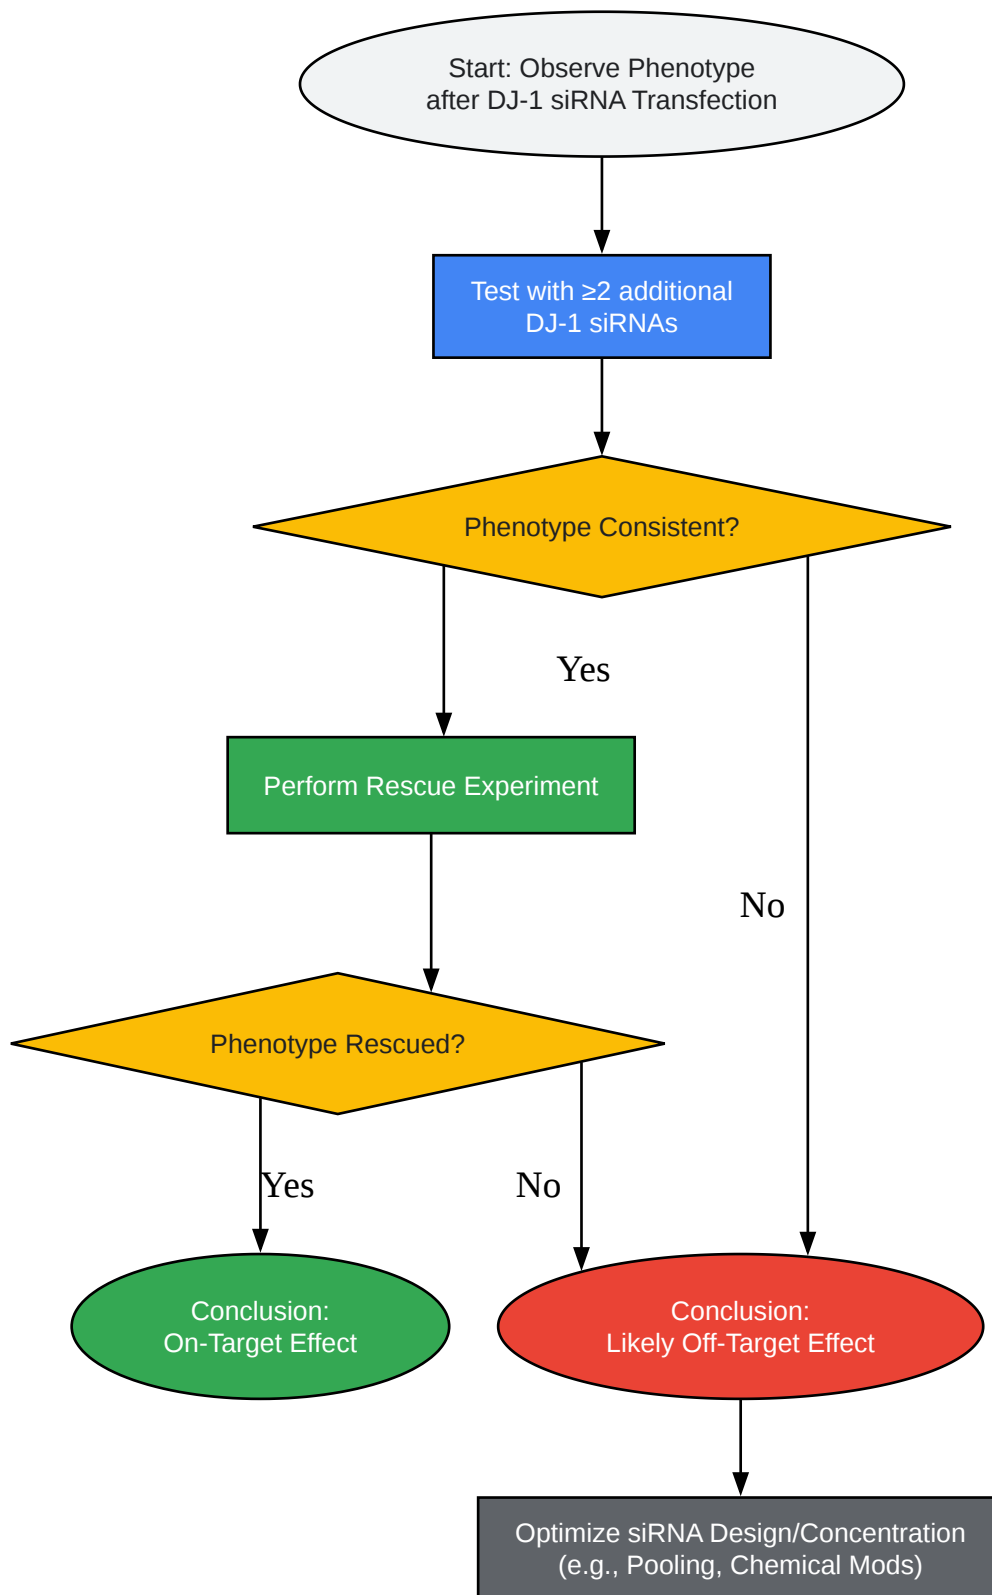 Start: Observe Phenotype
after DJ-1 siRNA Transfection
Test with ≥2 additional
DJ-1 siRNAs
Phenotype Consistent?
Yes
Perform Rescue Experiment
No
Phenotype Rescued?
Yes
No
Conclusion:
On-Target Effect
Conclusion:
Likely Off-Target Effect
Optimize siRNA Design/Concentration
(e.g., Pooling, Chemical Mods)